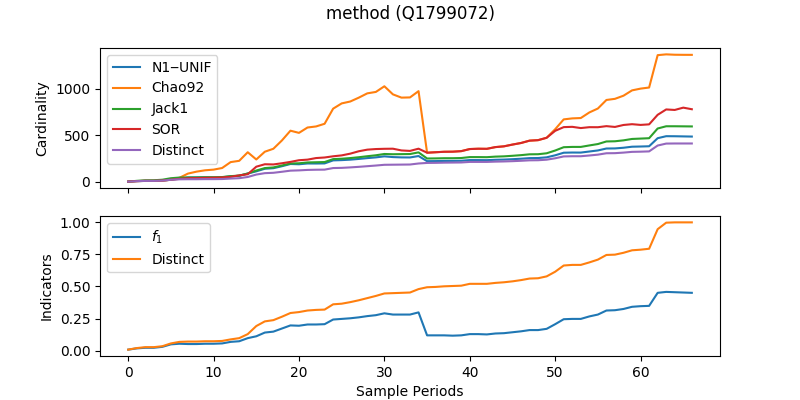 method (Q1799072)
Cardinality
1000
500
0
N1−UNIF
Chao92
Jack1
SOR
Distinct
Indicators
1.00
0.75
0.50
0.25
0.00
f1
Distinct
0 10 20 30 40 50 60
Sample Periods